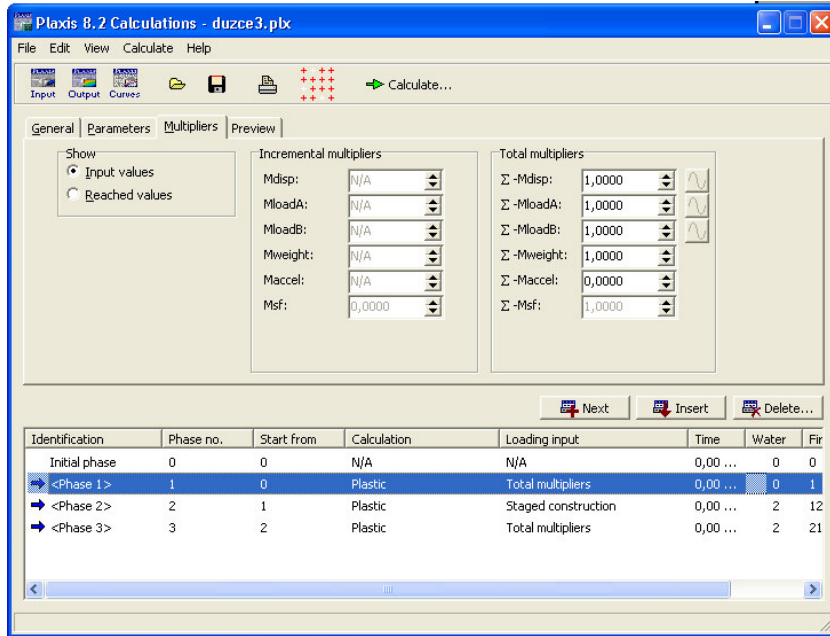 Plaxis 8.2 Calculations - duzce3.plx
File Edit View Calculate Help
Input Output Curves Calculate...
General Parameters Multipliers Preview
Show
Input values
Reached values
Incremental multipliers
Mdisp: N/A
MloadA: N/A
MloadB: N/A
Mweight: N/A
Maccel: N/A
Msf: 0,0000
Total multipliers
Σ -Mdisp: 1,0000
Σ -MloadA: 1,0000
Σ -MloadB: 1,0000
Σ -Mweight: 1,0000
Σ -Maccel: 0,0000
Σ -Msf: 1,0000
Next Insert Delete...
Identification Phase no. Start from Calculation Loading input Time Water Fir
Initial phase 0 0 N/A N/A 0,00 ... 0 0
<Phase 1> 1 0 Plastic Total multipliers 0,00 ... 0 1
<Phase 2> 2 1 Plastic Staged construction 0,00 ... 2 12
<Phase 3> 3 2 Plastic Total multipliers 0,00 ... 2 21